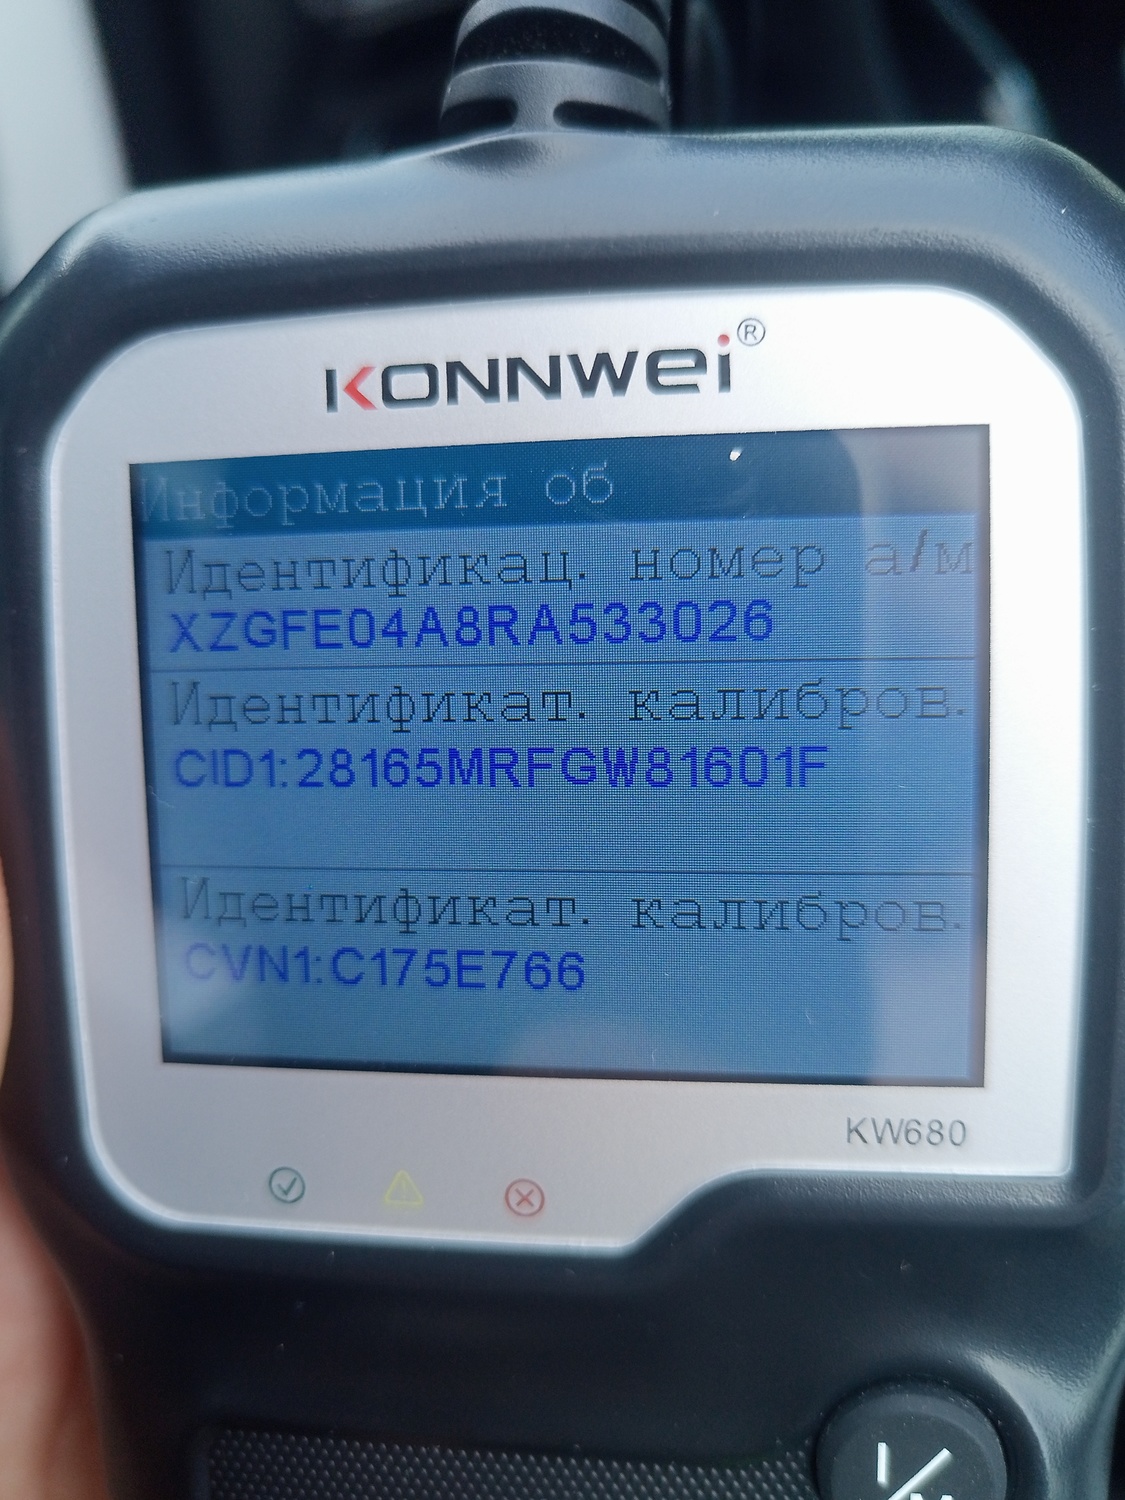 KONNWEI®
Информация об
Идентификац. номер а/м
XZGFE04A8RA533026
Идентификат. калибров.
CID1:28165MRFGW81601F
Идентификат. калибров.
CVN1:C175E766
KW680
I/M